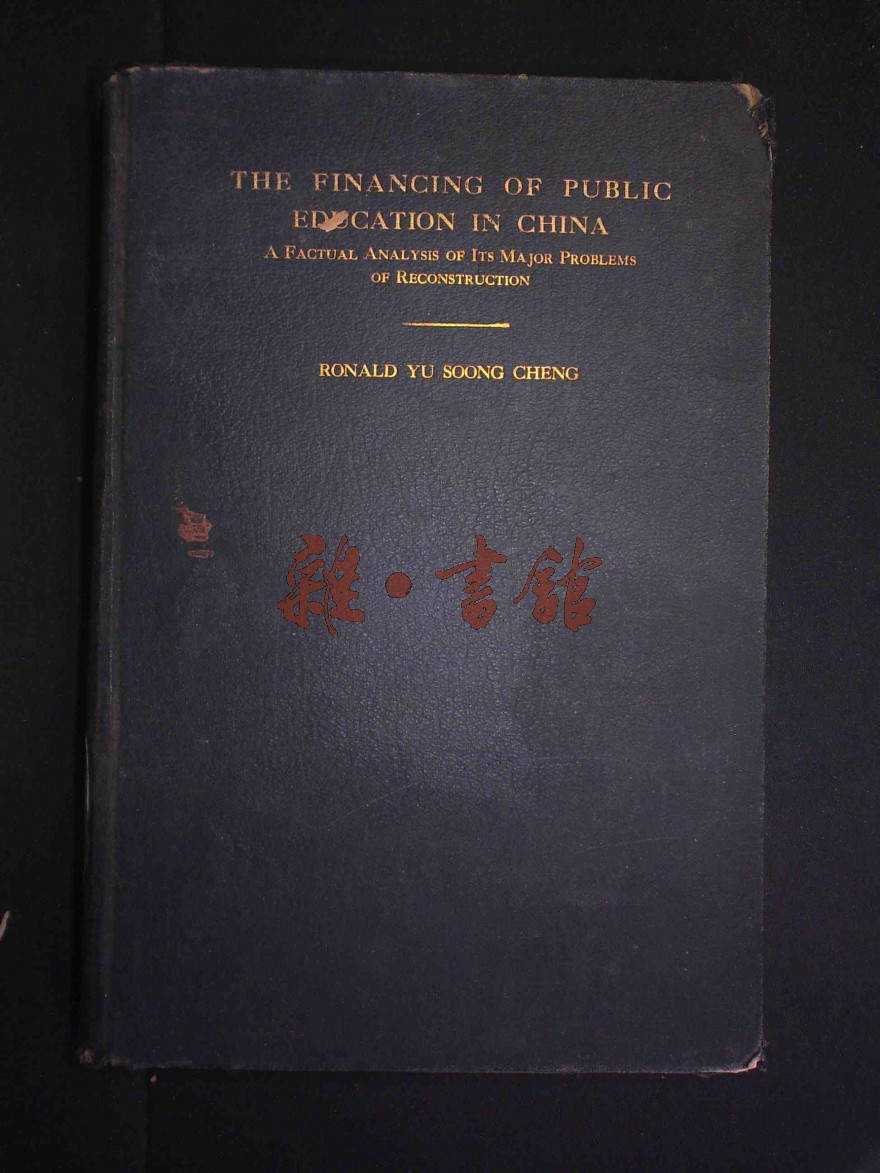 THE FINANCING OF PUBLIC
EDUCATION IN CHINA
A FACTUAL ANALYSIS OF ITS MAJOR PROBLEMS
OF RECONSTRUCTION
RONALD YU SOONG CHENG
雜·書館